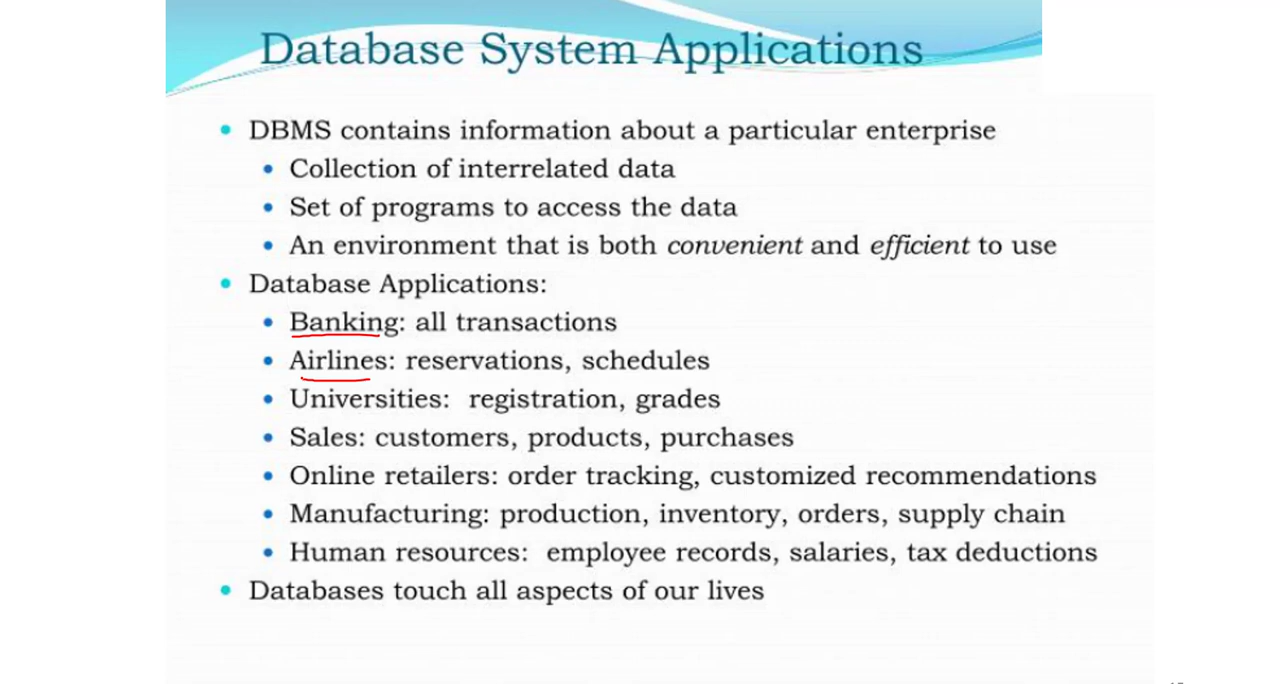 Database System Applications
• DBMS contains information about a particular enterprise
• Collection of interrelated data
• Set of programs to access the data
• An environment that is both convenient and efficient to use
• Database Applications:
• Banking: all transactions
• Airlines: reservations, schedules
• Universities: registration, grades
• Sales: customers, products, purchases
• Online retailers: order tracking, customized recommendations
• Manufacturing: production, inventory, orders, supply chain
• Human resources: employee records, salaries, tax deductions
• Databases touch all aspects of our lives